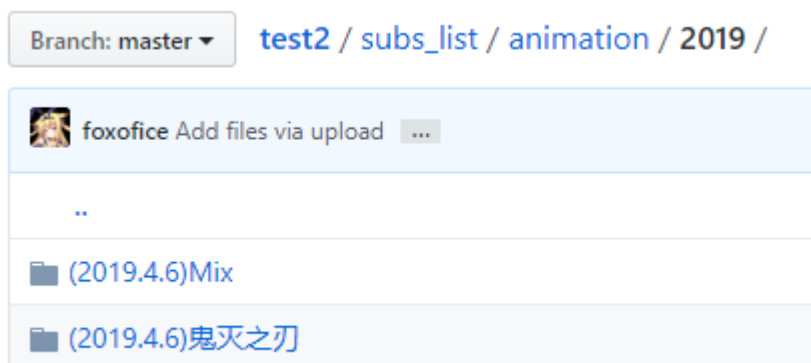 Branch: master test2 / subs_list / animation / 2019 /
foxofice Add files via upload ...
..
(2019.4.6)Mix
(2019.4.6)鬼灭之刃